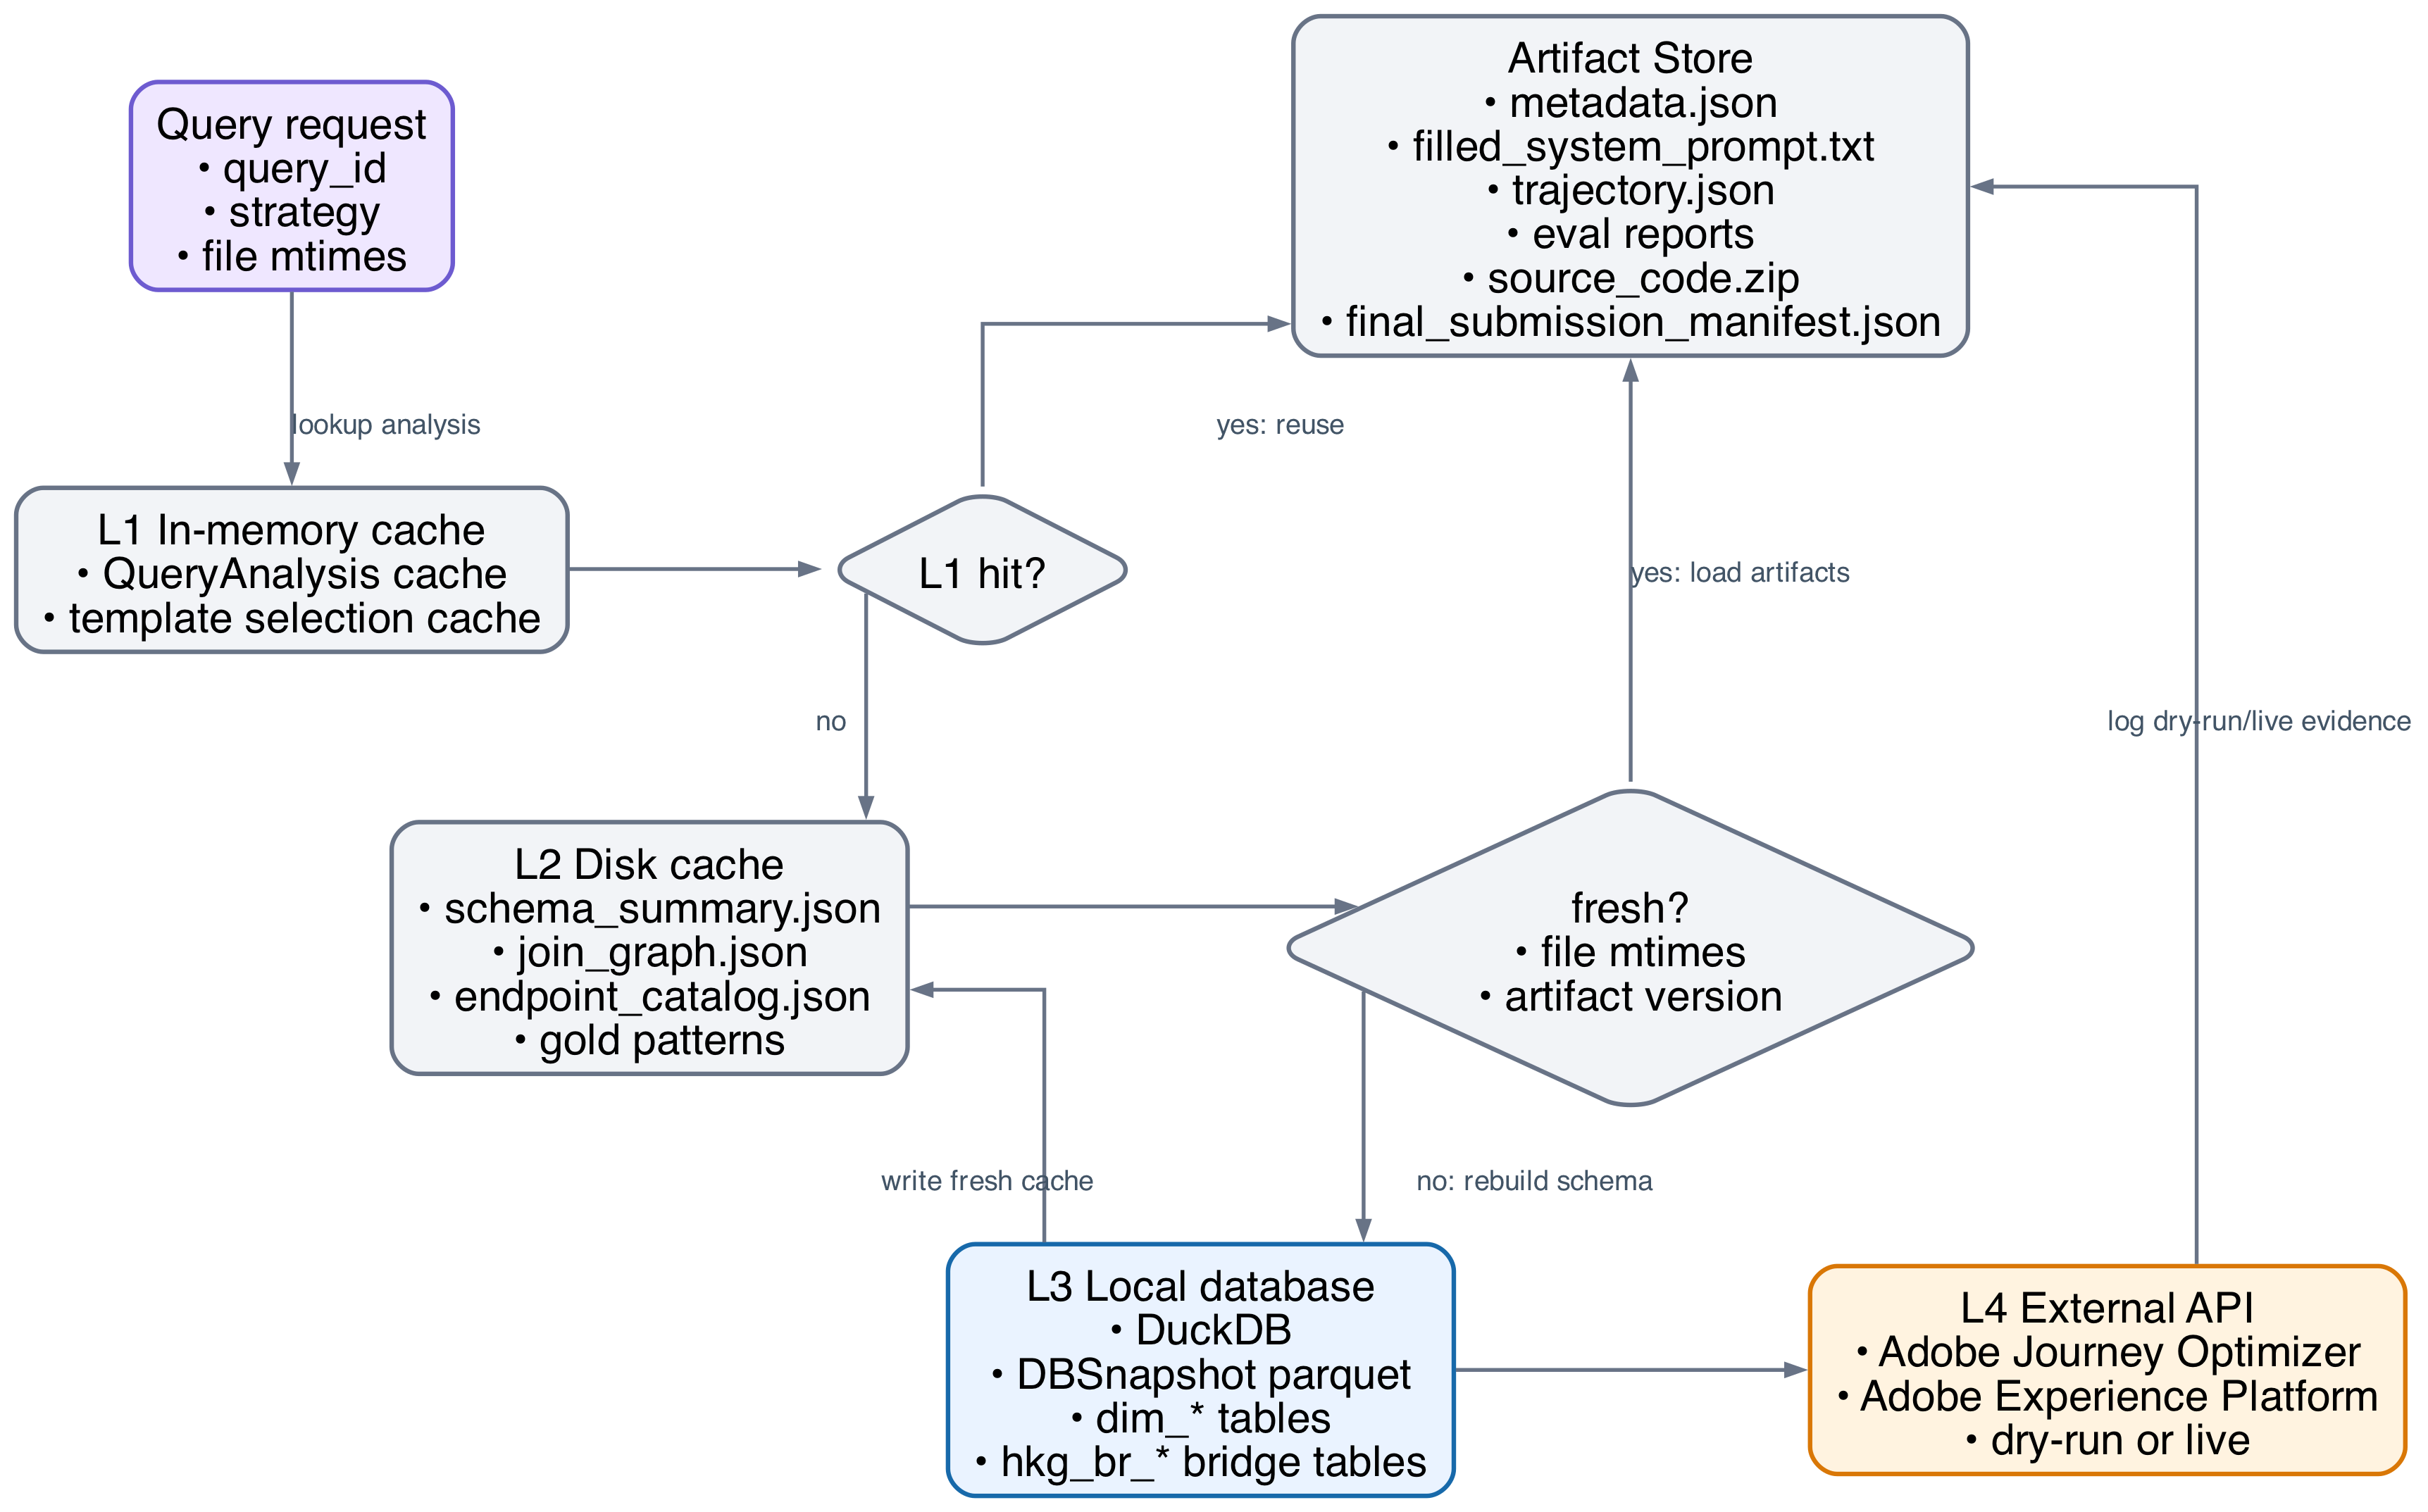 Query request
• query_id
• strategy
• file mtimes
Artifact Store
• metadata.json
• filled_system_prompt.txt
• trajectory.json
• eval reports
• source_code.zip
• final_submission_manifest.json
lookup analysis
yes: reuse
L1 In-memory cache
• QueryAnalysis cache
• template selection cache
L1 hit?
yes: load artifacts
no
log dry-run/live evidence
L2 Disk cache
• schema_summary.json
• join_graph.json
• endpoint_catalog.json
• gold patterns
fresh?
• file mtimes
• artifact version
write fresh cache
no: rebuild schema
L3 Local database
• DuckDB
• DBSnapshot parquet
• dim_* tables
• hkg_br_* bridge tables
L4 External API
• Adobe Journey Optimizer
• Adobe Experience Platform
• dry-run or live